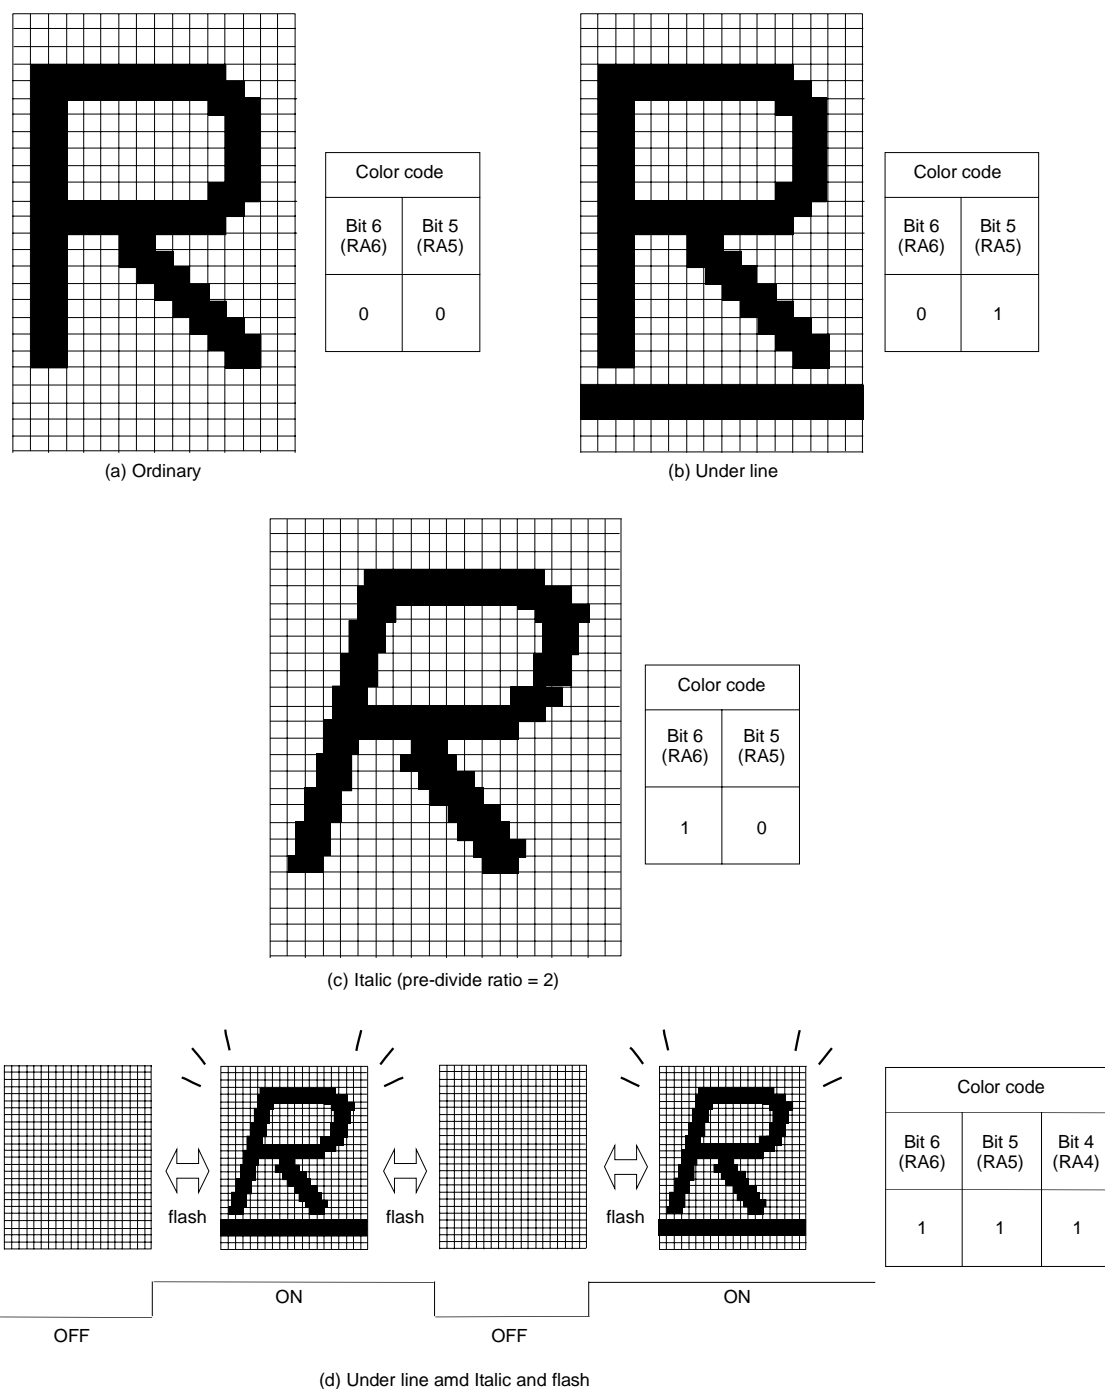 Color code
Bit 6 Bit 5
(RA6) (RA5)
0 0
(a) Ordinary
Color code
Bit 6 Bit 5
(RA6) (RA5)
0 1
(b) Under line
Color code
Bit 6 Bit 5
(RA6) (RA5)
1 0
(c) Italic (pre-divide ratio = 2)
Color code
Bit 6 Bit 5 Bit 4
(RA6) (RA5) (RA4)
1 1 1
flash flash flash
ON ON
OFF OFF
(d) Under line amd Italic and flash